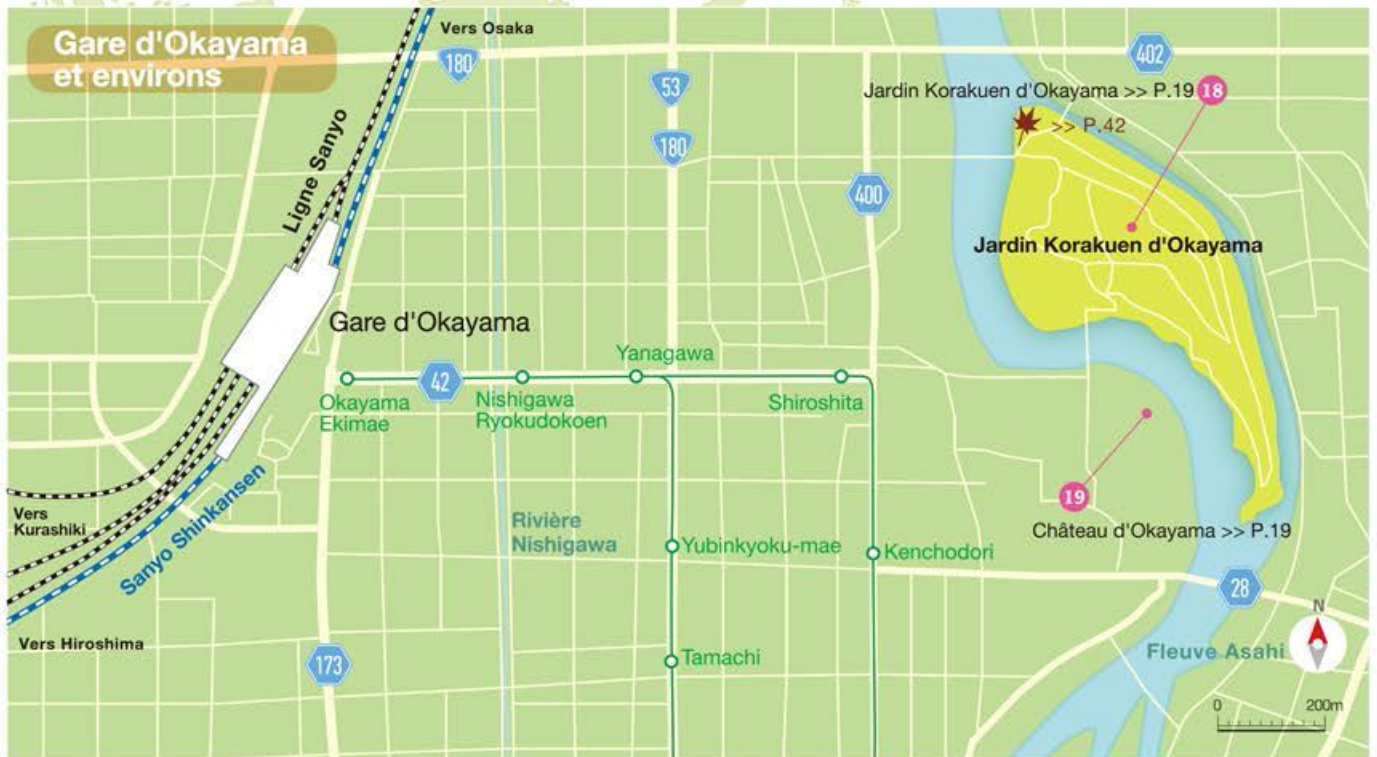 Gare d'Okayama
et environs
Vers Osaka
180
53
180
402
Jardin Korakuen d'Okayama >> P.19 18
>> P.42
Ligne Sanyo
400
Jardin Korakuen d'Okayama
Gare d'Okayama
Yanagawa
42
Okayama
Ekimae
Nishigawa
Ryokudokoen
Shiroshita
19
Château d'Okayama >> P.19
Vers
Kurashiki
Sanyo Shinkansen
Rivière
Nishigawa
Yubinkyoku-mae
Kenchodori
28
N
Vers Hiroshima
173
Tamachi
Fleuve Asahi
0 200m